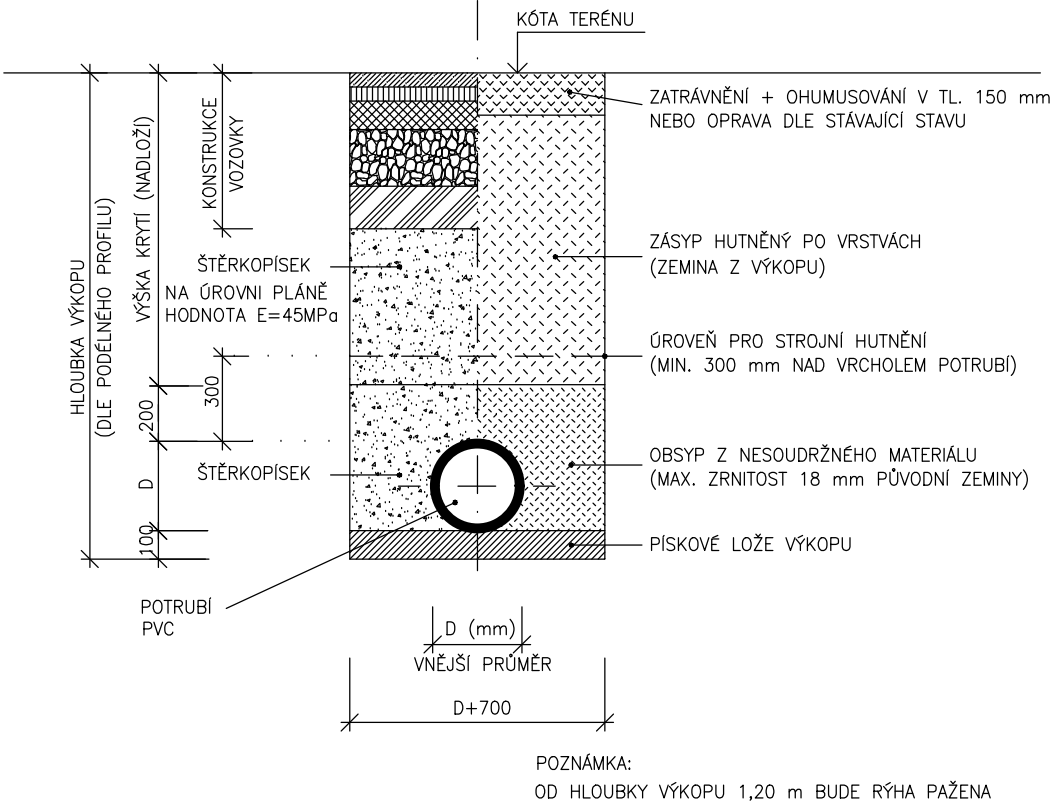 KÓTA TERÉNU
ZATRÁVNĚNÍ + OHUMUSOVÁNÍ V TL. 150 mm
NEBO OPRAVA DLE STÁVAJÍCÍ STAVU
KONSTRUKCE
VOZOVKY
VÝŠKA KRYTÍ (NADLOŽÍ)
HLOUBKA VÝKOPU
(DLE PODÉLNÉHO PROFILU)
ZÁSYP HUTNĚNÝ PO VRSTVÁCH
(ZEMINA Z VÝKOPU)
ŠTĚRKOPÍSEK
NA ÚROVNI PLÁNĚ
HODNOTA E=45MPa
ÚROVEŇ PRO STROJNÍ HUTNĚNÍ
(MIN. 300 mm NAD VRCHOLEM POTRUBÍ)
300
200
OBSYP Z NESOUDRŽNÉHO MATERIÁLU
(MAX. ZRNITOST 18 mm PŮVODNÍ ZEMINY)
ŠTĚRKOPÍSEK
D
100
PÍSKOVÉ LOŽE VÝKOPU
POTRUBÍ
PVC
D (mm)
VNĚJŠÍ PRŮMĚR
D+700
POZNÁMKA:
OD HLOUBKY VÝKOPU 1,20 m BUDE RÝHA PAŽENA